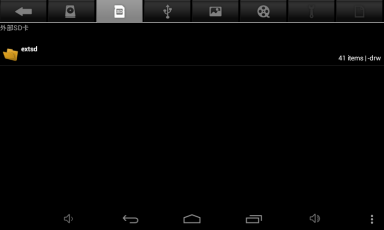 外部SD卡
extsd
41 items | -drw